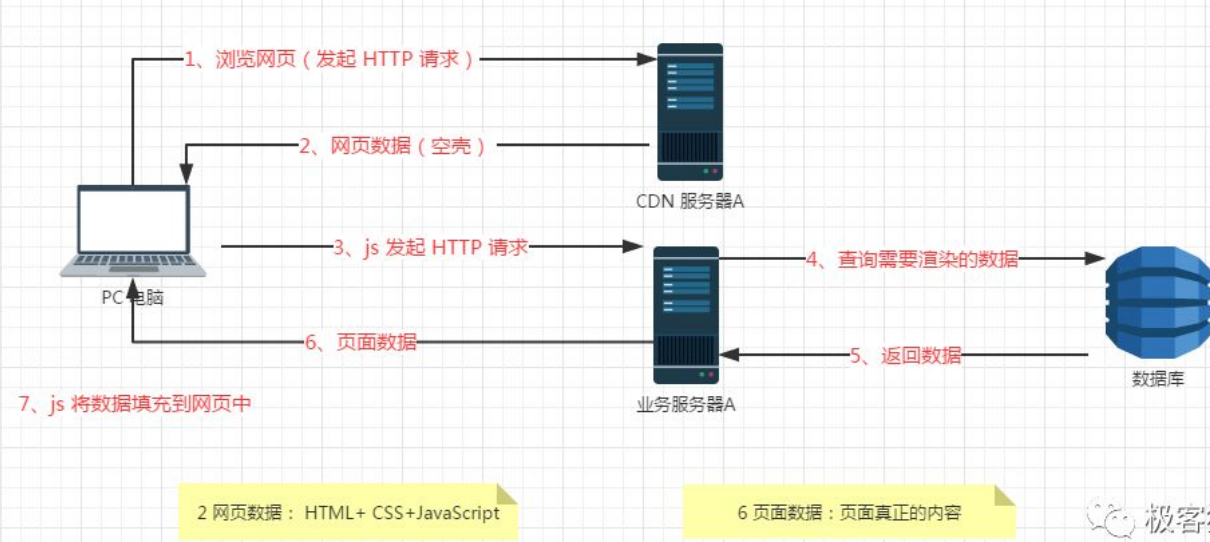 1、浏览网页（发起 HTTP 请求）
2、网页数据（空壳）
CDN 服务器A
3、js 发起 HTTP 请求
4、查询需要渲染的数据
PC 电脑
6、页面数据
5、返回数据
数据库
7、js 将数据填充到网页中
业务服务器A
2 网页数据： HTML+ CSS+JavaScript
6 页面数据：页面真正的内容
极客